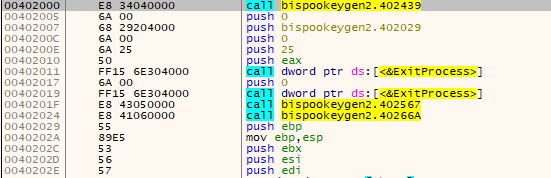 00402000 E8 34040000 call bispookeygen2.402439
00402005 6A 00 push 0
00402007 68 29204000 push bispookeygen2.402029
0040200C 6A 00 push 0
0040200E 6A 25 push 25
00402010 50 push eax
00402011 FF15 6E304000 call dword ptr ds:[<&ExitProcess>]
00402017 6A 00 push 0
00402019 FF15 6E304000 call dword ptr ds:[<&ExitProcess>]
0040201F E8 43050000 call bispookeygen2.402567
00402024 E8 41060000 call bispookeygen2.40266A
00402029 55 push ebp
0040202A 89E5 mov ebp,esp
0040202C 53 push ebx
0040202D 56 push esi
0040202E 57 push edi